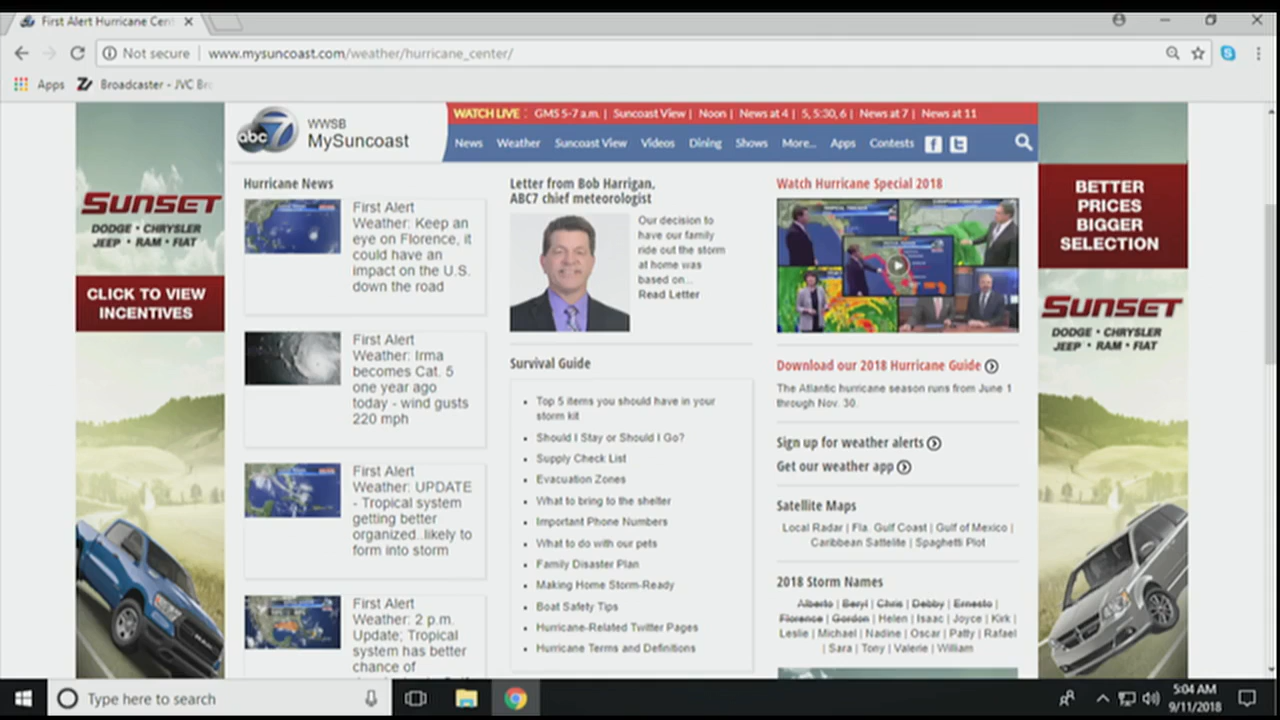 First Alert Hurricane Cent
Not secure | www.mysuncoast.com/weather/hurricane_center/
Apps
Broadcaster - JVC Br
abc 7
WWSB
MySuncoast
WATCH LIVE : GMS 5-7 a.m. | Suncoast View | Noon | News at 4 | 5, 5:30, 6 | News at 7 | News at 11
News Weather Suncoast View Videos Dining Shows More... Apps Contests
SUNSET
DODGE • CHRYSLER
JEEP • RAM • FIAT
CLICK TO VIEW
INCENTIVES
Hurricane News
First Alert
Weather: Keep an
eye on Florence, it
could have an
impact on the U.S.
down the road
First Alert
Weather: Irma
becomes Cat. 5
one year ago
today - wind gusts
220 mph
First Alert
Weather: UPDATE
- Tropical system
getting better
organized..likely to
form into storm
First Alert
Weather: 2 p.m.
Update; Tropical
system has better
chance of
Letter from Bob Harrigan,
ABC7 chief meteorologist
Our decision to
have our family
ride out the storm
at home was
based on...
Read Letter
Survival Guide
Top 5 items you should have in your
storm kit
Should I Stay or Should I Go?
Supply Check List
Evacuation Zones
What to bring to the shelter
Important Phone Numbers
What to do with our pets
Family Disaster Plan
Making Home Storm-Ready
Boat Safety Tips
Hurricane-Related Twitter Pages
Hurricane Terms and Definitions
Watch Hurricane Special 2018
Download our 2018 Hurricane Guide
The Atlantic hurricane season runs from June 1
through Nov. 30.
Sign up for weather alerts
Get our weather app
Satellite Maps
Local Radar | Fla. Gulf Coast | Gulf of Mexico |
Caribbean Sattelite | Spaghetti Plot
2018 Storm Names
Alberto | Beryl | Chris | Debby | Ernesto |
Florence | Gordon | Helen | Isaac | Joyce | Kirk |
Leslie | Michael | Nadine | Oscar | Patty | Rafael
| Sara | Tony | Valerie | William
BETTER
PRICES
BIGGER
SELECTION
SUNSET
DODGE • CHRYSLER
JEEP • RAM • FIAT
Type here to search
5:04 AM
9/11/2018